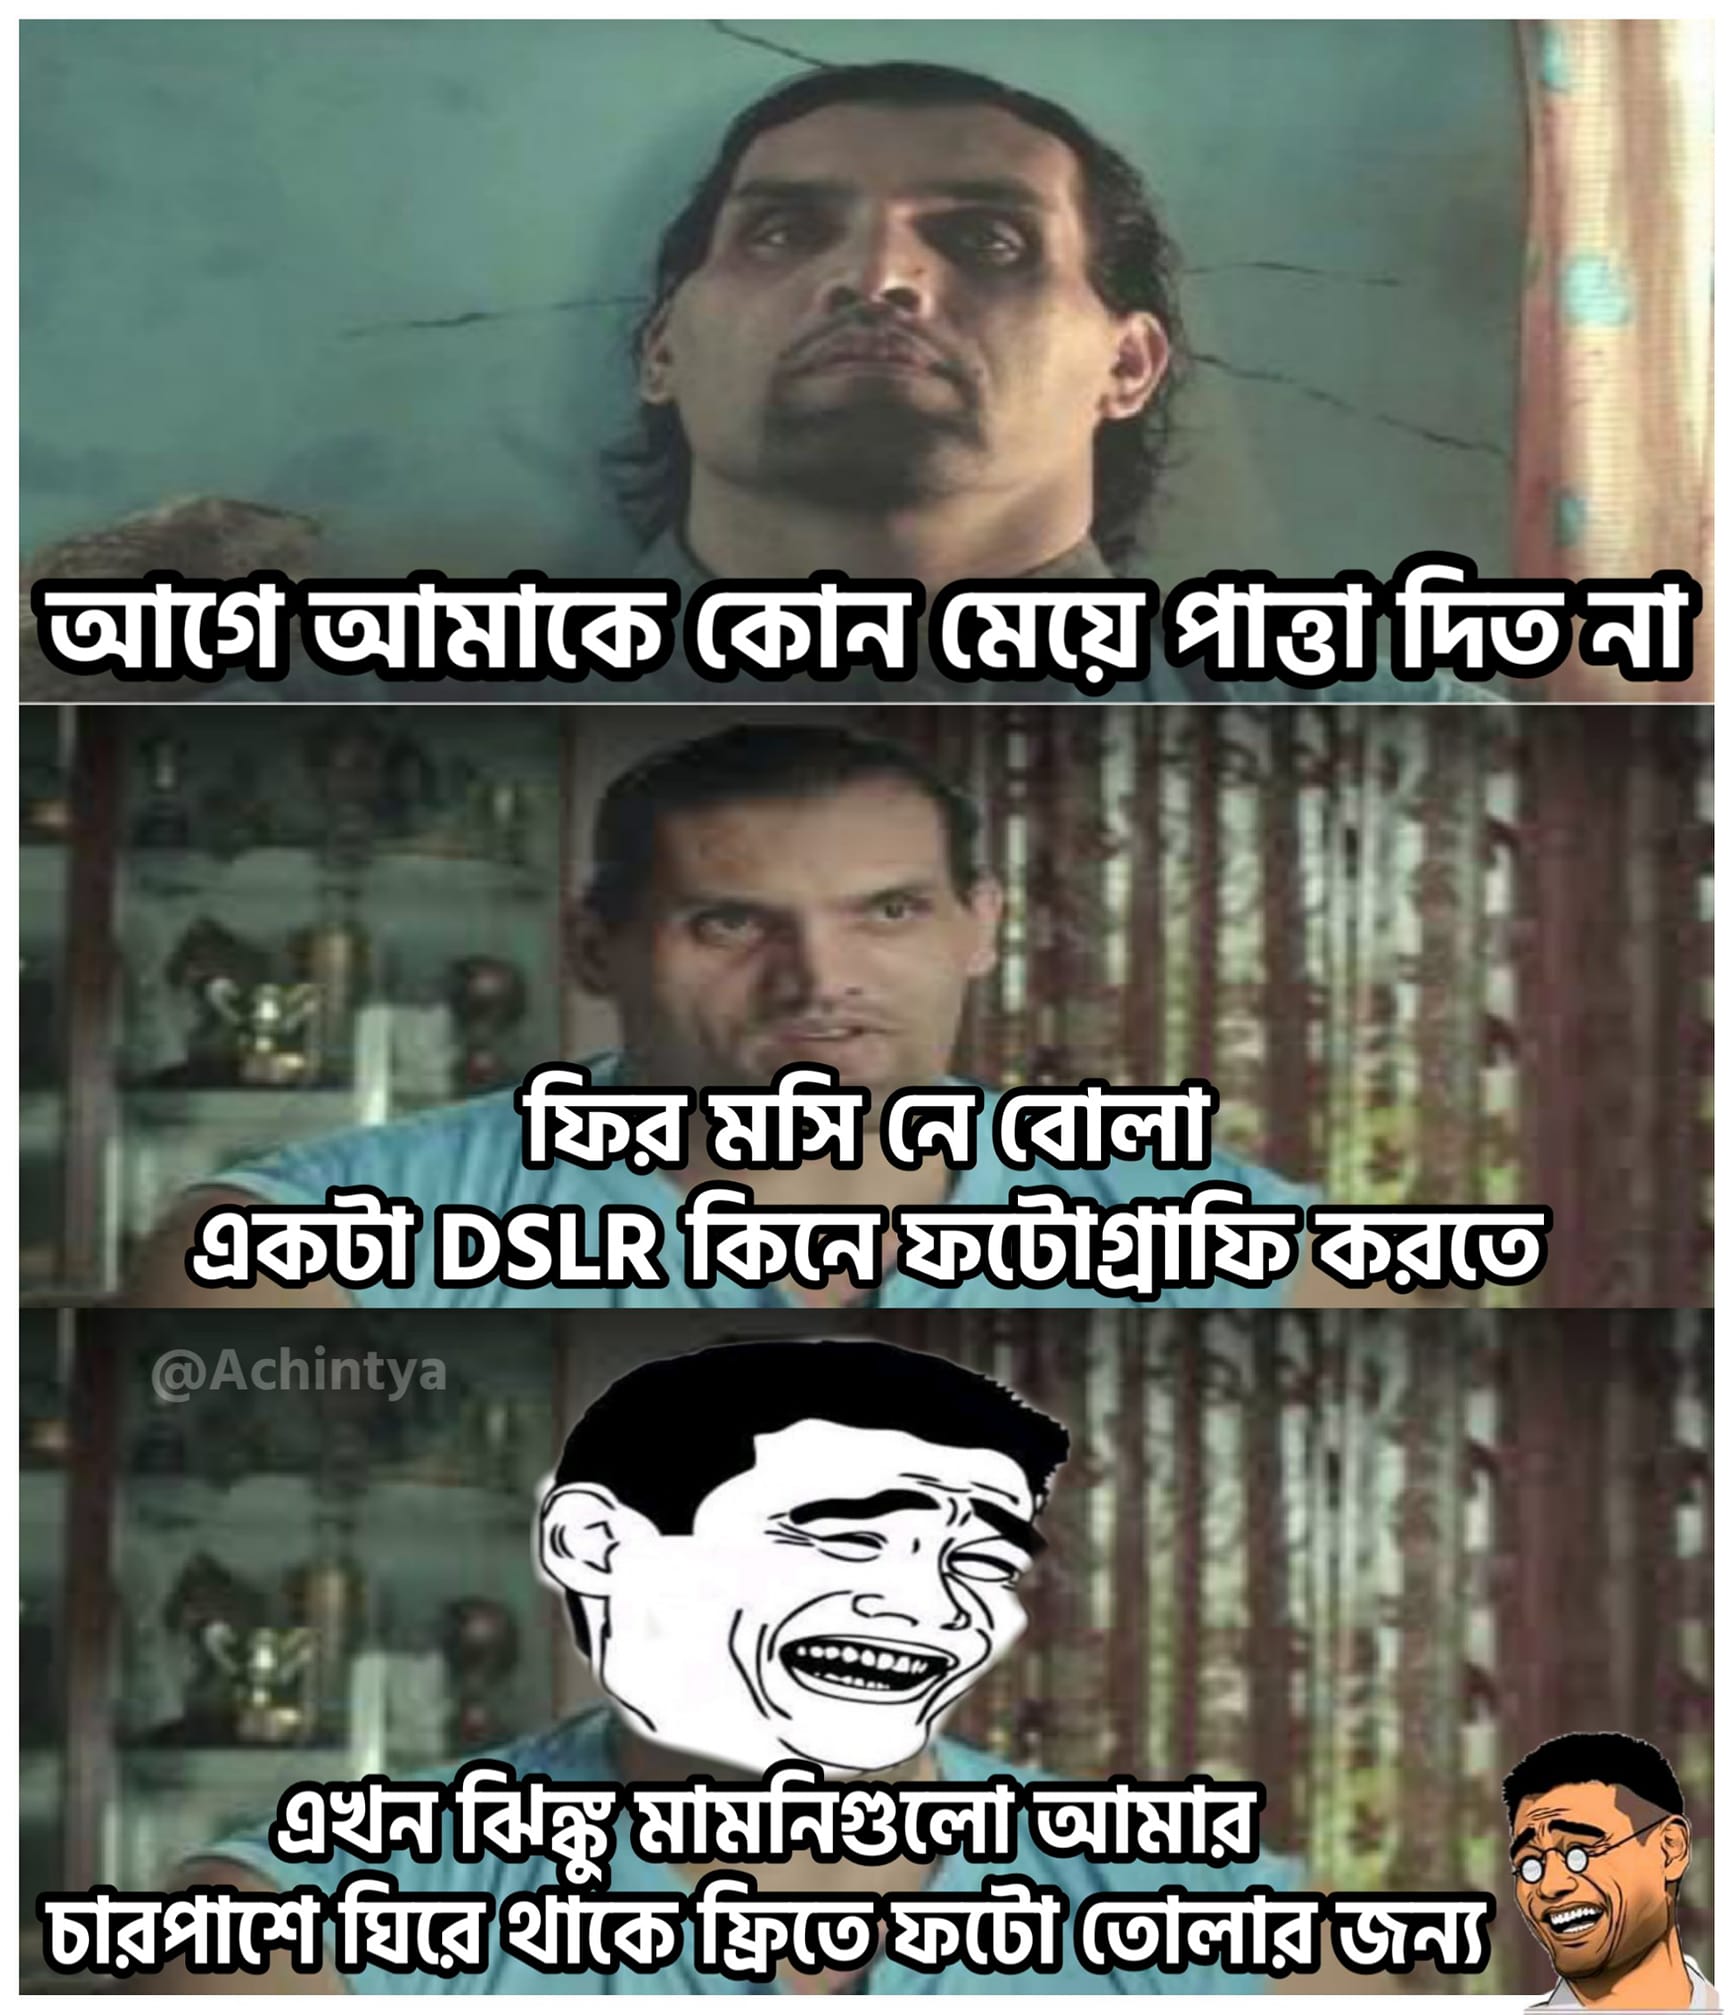 আগে আমাকে কোন মেয়ে পাত্তা দিত না
ফির মসি নে বোলা
একটা DSLR কিনে ফটোগ্রাফি করতে
@Achintya
এখন ঝিঙ্কু মামনিগুলো আমার
চারপাশে ঘিরে থাকে ফ্রিতে ফটো তোলার জন্য